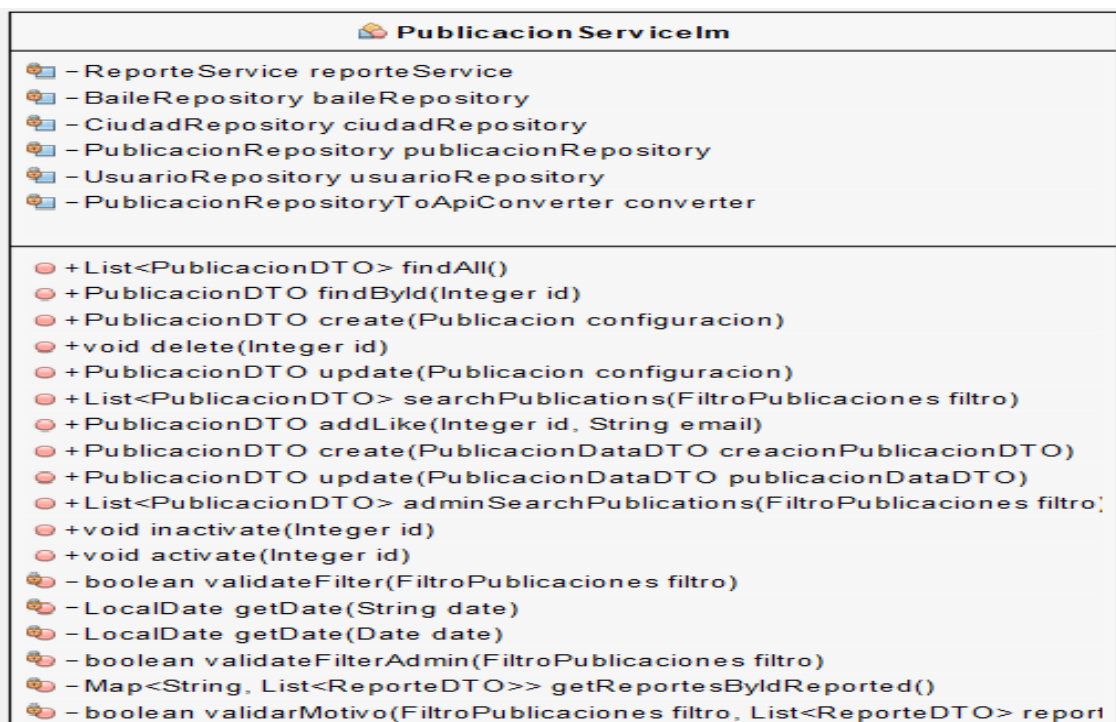 PublicacionServiceIm
-ReporteService reporteService
-BaileRepository baileRepository
-CiudadRepository ciudadRepository
-PublicacionRepository publicacionRepository
-UsuarioRepository usuarioRepository
-PublicacionRepositoryToApiConverter converter
+List<PublicacionDTO> findAll()
+PublicacionDTO findById(Integer id)
+PublicacionDTO create(Publicacion configuracion)
+void delete(Integer id)
+PublicacionDTO update(Publicacion configuracion)
+List<PublicacionDTO> searchPublications(FiltroPublicaciones filtro)
+PublicacionDTO addLike(Integer id, String email)
+PublicacionDTO create(PublicacionDataDTO creacionPublicacionDTO)
+PublicacionDTO update(PublicacionDataDTO publicacionDataDTO)
+List<PublicacionDTO> adminSearchPublications(FiltroPublicaciones filtro)
+void inactivate(Integer id)
+void activate(Integer id)
-boolean validateFilter(FiltroPublicaciones filtro)
-LocalDate getDate(String date)
-LocalDate getDate(Date date)
-boolean validateFilterAdmin(FiltroPublicaciones filtro)
-Map<String, List<ReporteDTO>> getReportesByIdReported()
-boolean validarMotivo(FiltroPublicaciones filtro, List<ReporteDTO> report